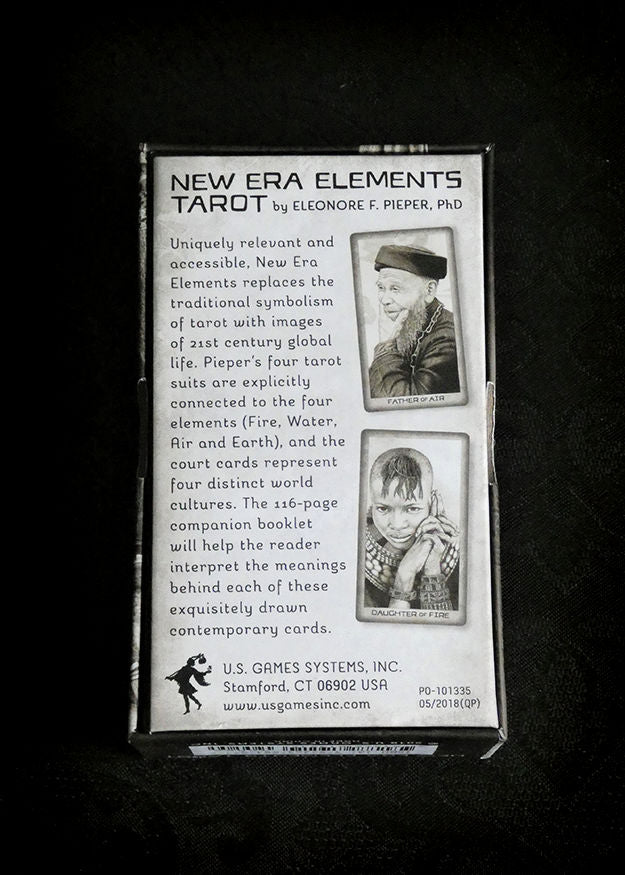 NEW ERA ELEMENTS
TAROT by ELEONORE F. PIEPER, PhD
Uniquely relevant and
accessible, New Era
Elements replaces the
traditional symbolism
of tarot with images
of 21st century global
life. Pieper's four tarot
suits are explicitly
connected to the four
elements (Fire, Water,
Air and Earth), and the
court cards represent
four distinct world
cultures. The 116-page
companion booklet
will help the reader
interpret the meanings
behind each of these
exquisitely drawn
contemporary cards.
FATHER OF AIR
DAUGHTER OF FIRE
U.S. GAMES SYSTEMS, INC.
Stamford, CT 06902 USA
www.usgamesinc.com
PO-101335
05/2018(QP)